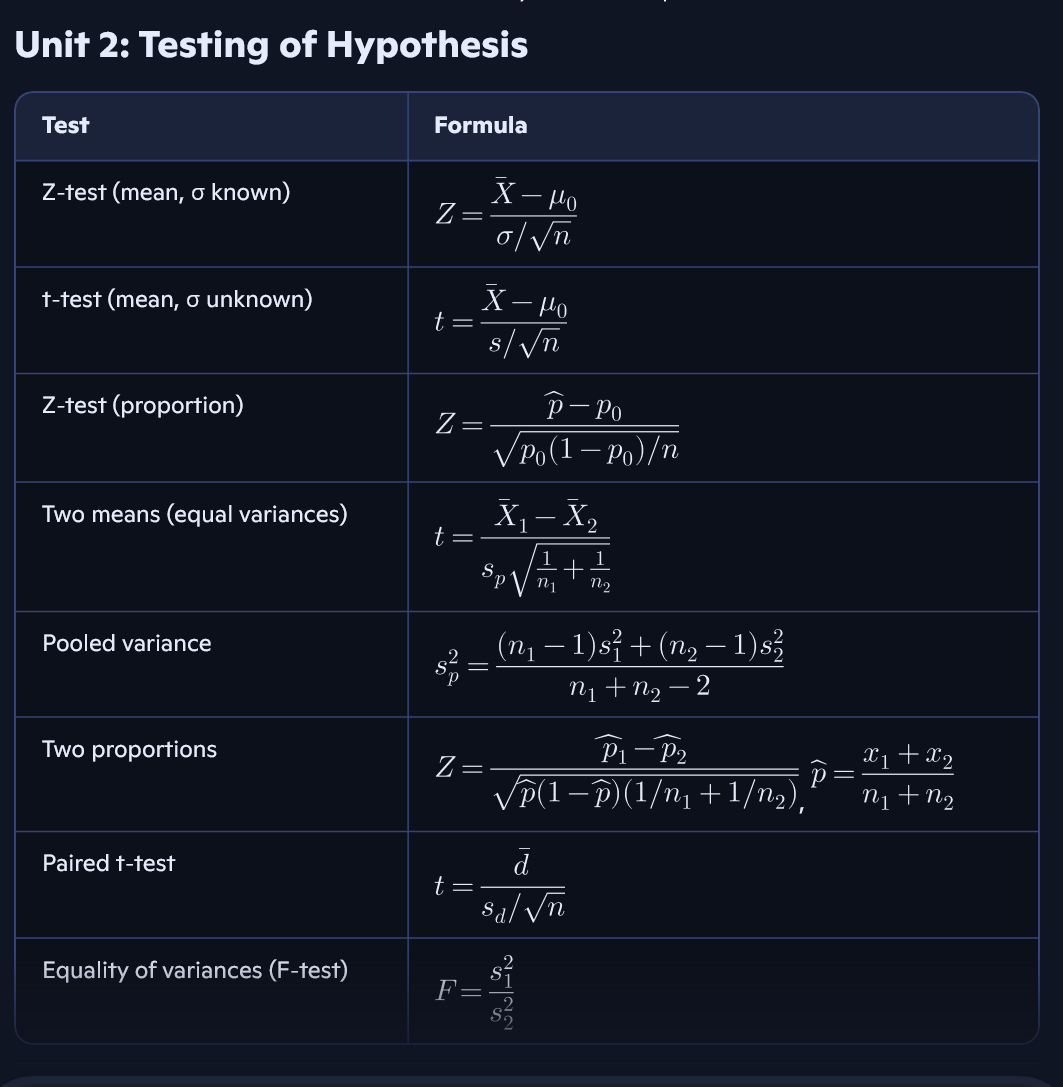 Unit 2: Testing of Hypothesis
Test	Formula
Z-test (mean, σ known)	Z = (X̄ − μ₀) / (σ/√n)
t-test (mean, σ unknown)	t = (X̄ − μ₀) / (s/√n)
Z-test (proportion)	Z = (p̂ − p₀) / √(p₀(1 − p₀)/n)
Two means (equal variances)	t = (X̄₁ − X̄₂) / (sₚ√(1/n₁ + 1/n₂))
Pooled variance	sₚ² = ((n₁ − 1)s₁² + (n₂ − 1)s₂²) / (n₁ + n₂ − 2)
Two proportions	Z = (p̂₁ − p̂₂) / √(p̂(1 − p̂)(1/n₁ + 1/n₂)), p̂ = (x₁ + x₂) / (n₁ + n₂)
Paired t-test	t = d̄ / (s_d/√n)
Equality of variances (F-test)	F = s₁² / s₂²